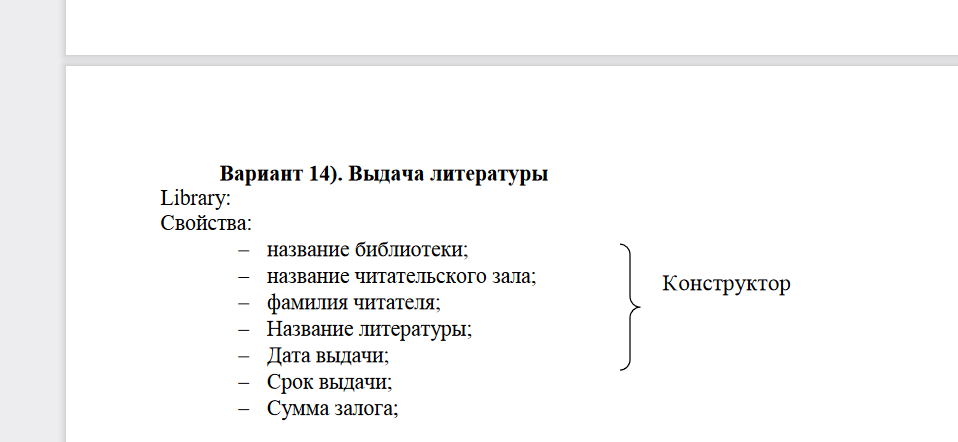 Вариант 14). Выдача литературы
Library:
Свойства:
– название библиотеки;
– название читательского зала;
Конструктор
– фамилия читателя;
– Название литературы;
– Дата выдачи;
– Срок выдачи;
– Сумма залога;